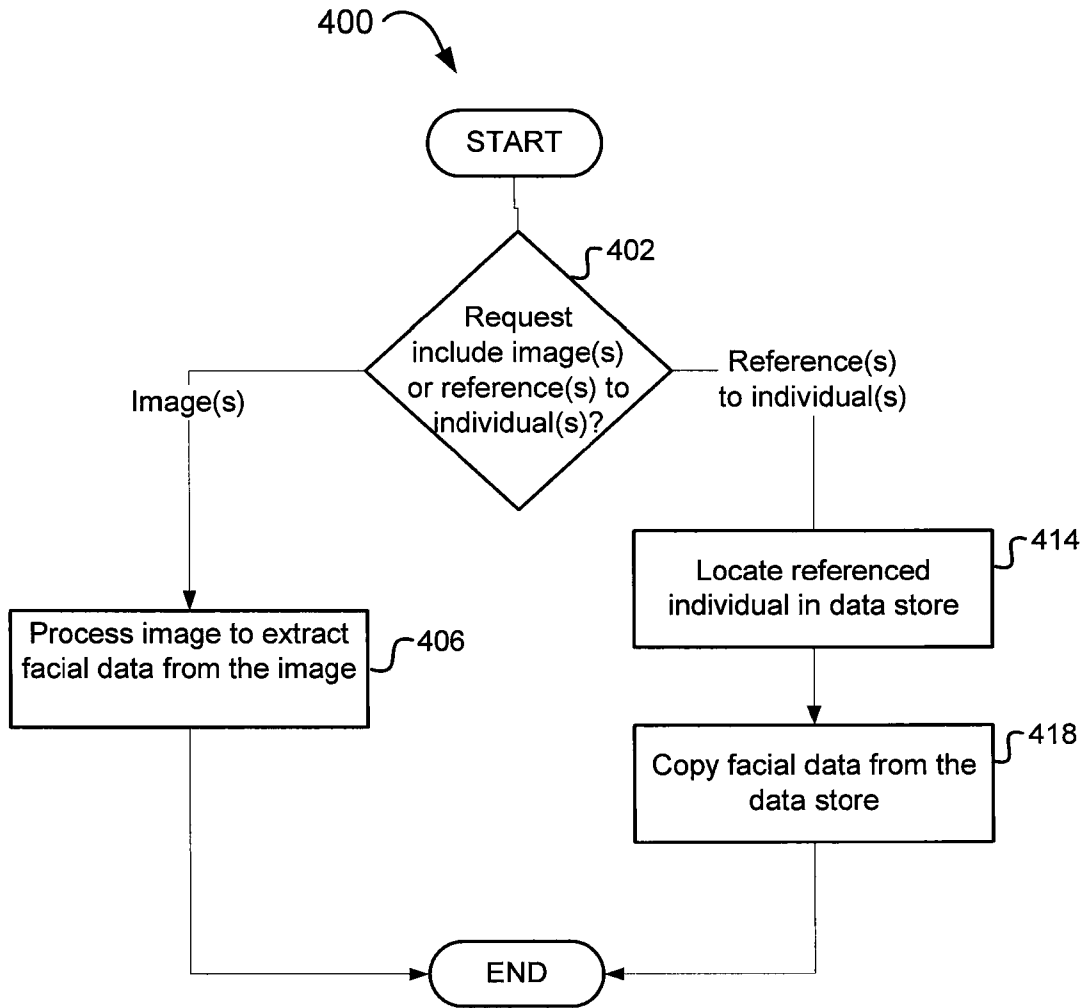 400
START
402
Request
include image(s)
or reference(s) to
individual(s)?
Image(s)
Reference(s)
to individual(s)
414
Locate referenced
individual in data store
Process image to extract
facial data from the image
406
418
Copy facial data from the
data store
END